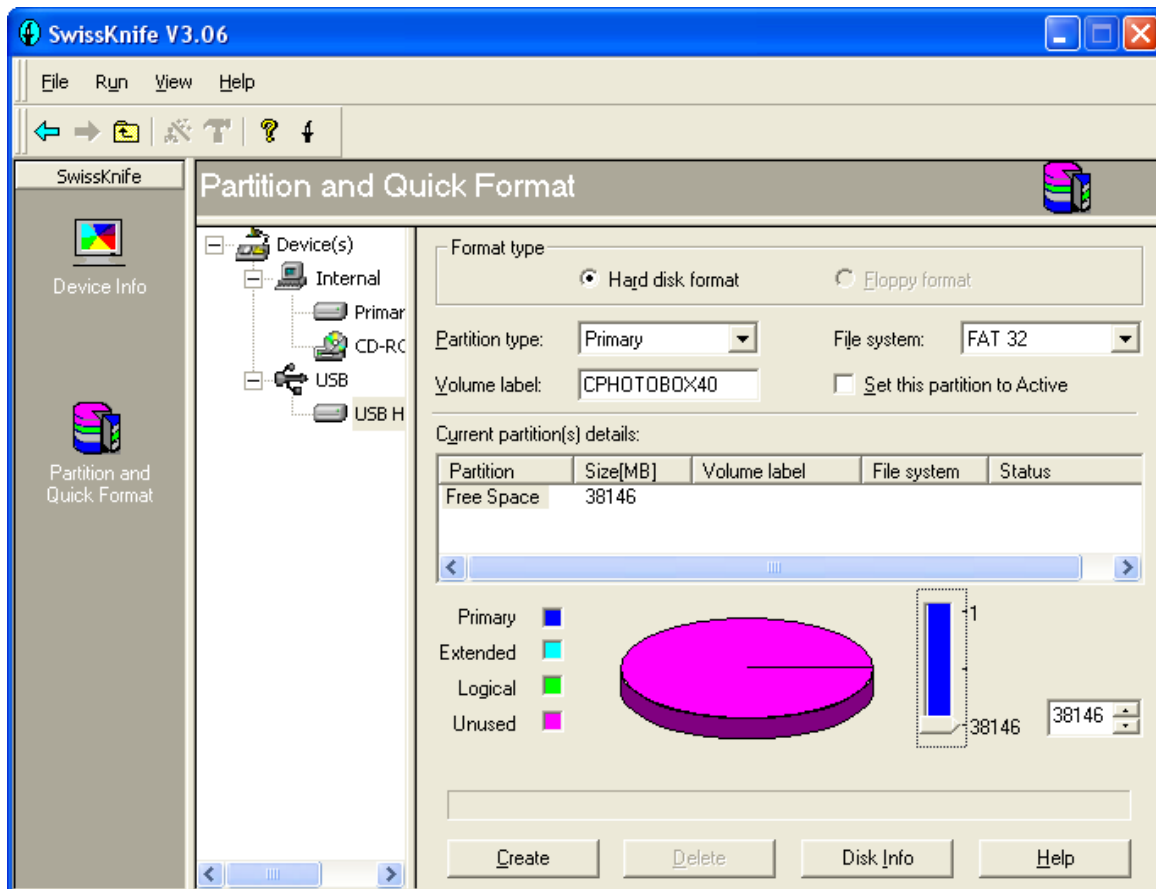 SwissKnife V3.06
File Run View Help
SwissKnife
Device Info
Partition and
Quick Format
Partition and Quick Format
Device(s)
Internal
Primar
CD-RC
USB
USB H
Format type
Hard disk format Floppy format
Partition type: Primary File system: FAT 32
Volume label: CPHOTOBOX40 Set this partition to Active
Current partition(s) details:
Partition Size[MB] Volume label File system Status
Free Space 38146
Primary
Extended
Logical
Unused
1
38146
38146
Create Delete Disk Info Help